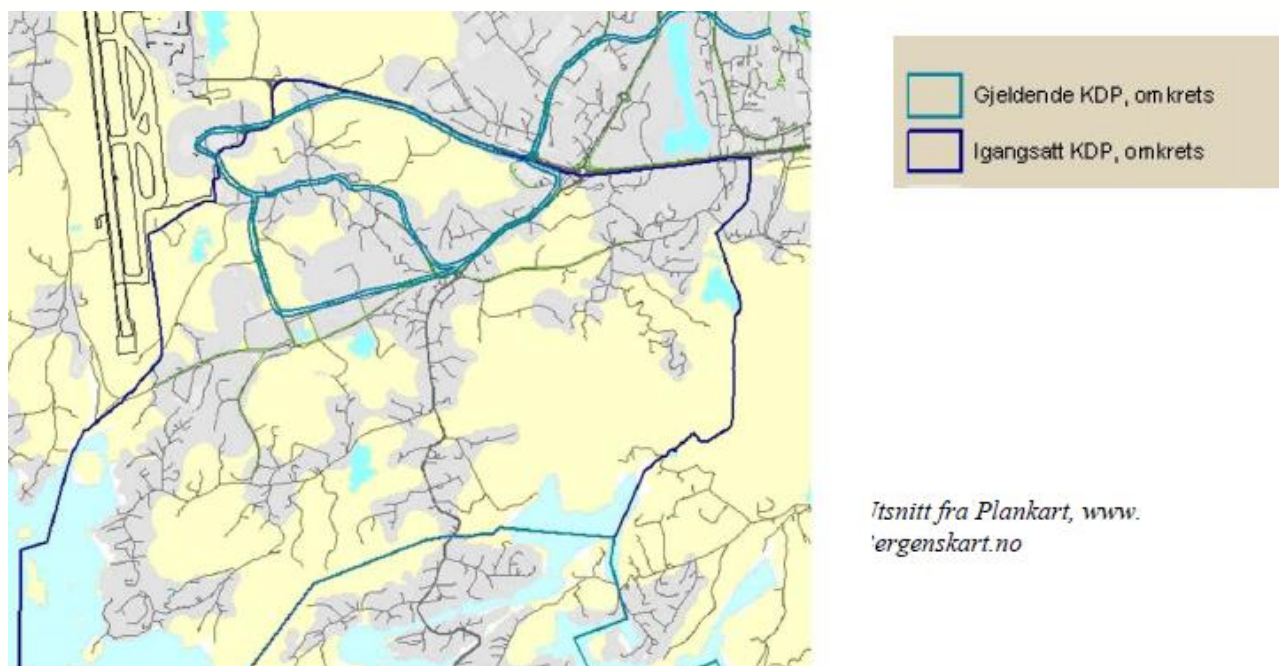 Gjeldende KDP, omkrets
Igangsatt KDP, omkrets
tsnitt fra Plankart, www.
ergenskart.no